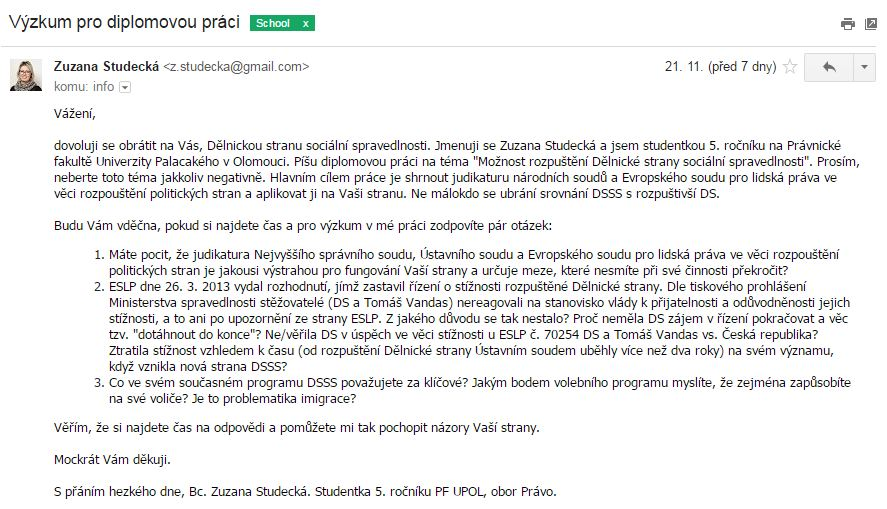 Výzkum pro diplomovou práci School x
Zuzana Studecká <z.studecka@gmail.com> 21. 11. (před 7 dny)
komu: info
Vážení,
dovoluji se obrátit na Vás, Dělnickou stranu sociální spravedlnosti. Jmenuji se Zuzana Studecká a jsem studentkou 5. ročníku na Právnické
fakultě Univerzity Palacakého v Olomouci. Píšu diplomovou práci na téma "Možnost rozpuštění Dělnické strany sociální spravedlnosti". Prosím,
neberte toto téma jakkoliv negativně. Hlavním cílem práce je shrnout judikaturu národních soudů a Evropského soudu pro lidská práva ve
věci rozpouštění politických stran a aplikovat ji na Vaši stranu. Ne málokdo se ubrání srovnání DSSS s rozpuštivší DS.
Budu Vám vděčna, pokud si najdete čas a pro výzkum v mé práci zodpovíte pár otázek:
1. Máte pocit, že judikatura Nejvyššího správního soudu, Ústavního soudu a Evropského soudu pro lidská práva ve věci rozpouštění
politických stran je jakousi výstrahou pro fungování Vaší strany a určuje meze, které nesmíte při své činnosti překročit?
2. ESLP dne 26. 3. 2013 vydal rozhodnutí, jímž zastavil řízení o stížnosti rozpuštěné Dělnické strany. Dle tiskového prohlášení
Ministerstva spravedlnosti stěžovatelé (DS a Tomáš Vandas) nereagovali na stanovisko vlády k přijatelnosti a odůvodněnosti jejich
stížnosti, a to ani po upozornění ze strany ESLP. Z jakého důvodu se tak nestalo? Proč neměla DS zájem v řízení pokračovat a věc
tzv. "dotáhnout do konce"? Ne/věřila DS v úspěch ve věci stížnosti u ESLP č. 70254 DS a Tomáš Vandas vs. Česká republika?
Ztratila stížnost vzhledem k času (od rozpuštění Dělnické strany Ústavním soudem uběhly více než dva roky) na svém významu,
když vznikla nová strana DSSS?
3. Co ve svém současném programu DSSS považujete za klíčové? Jakým bodem volebního programu myslíte, že zejména zapůsobíte
na své voliče? Je to problematika imigrace?
Věřím, že si najdete čas na odpovědi a pomůžete mi tak pochopit názory Vaší strany.
Mockrát Vám děkuji.
S přáním hezkého dne, Bc. Zuzana Studecká. Studentka 5. ročníku PF UPOL, obor Právo.